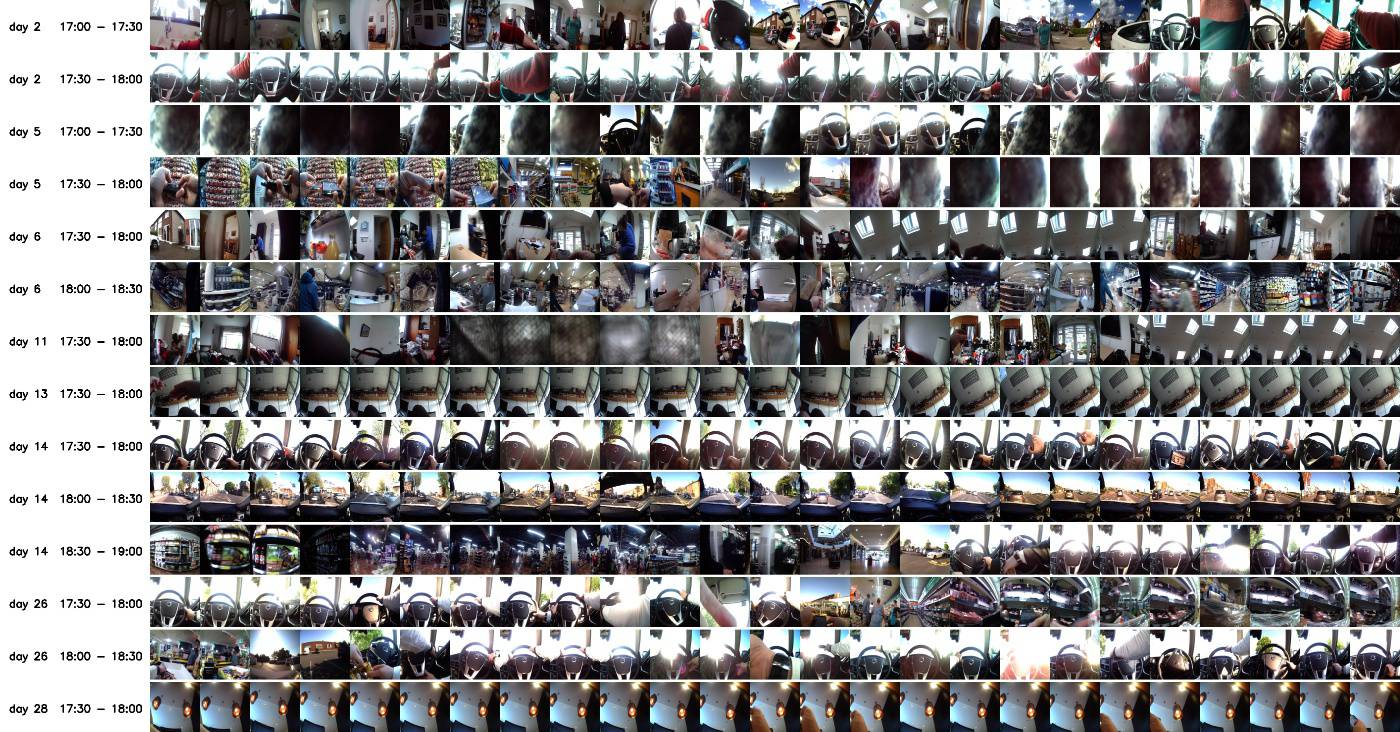 day 2 17:00 – 17:30
day 2 17:30 – 18:00
day 5 17:00 – 17:30
day 5 17:30 – 18:00
day 6 17:30 – 18:00
day 6 18:00 – 18:30
day 11 17:30 – 18:00
day 13 17:30 – 18:00
day 14 17:30 – 18:00
day 14 18:00 – 18:30
day 14 18:30 – 19:00
day 26 17:30 – 18:00
day 26 18:00 – 18:30
day 28 17:30 – 18:00